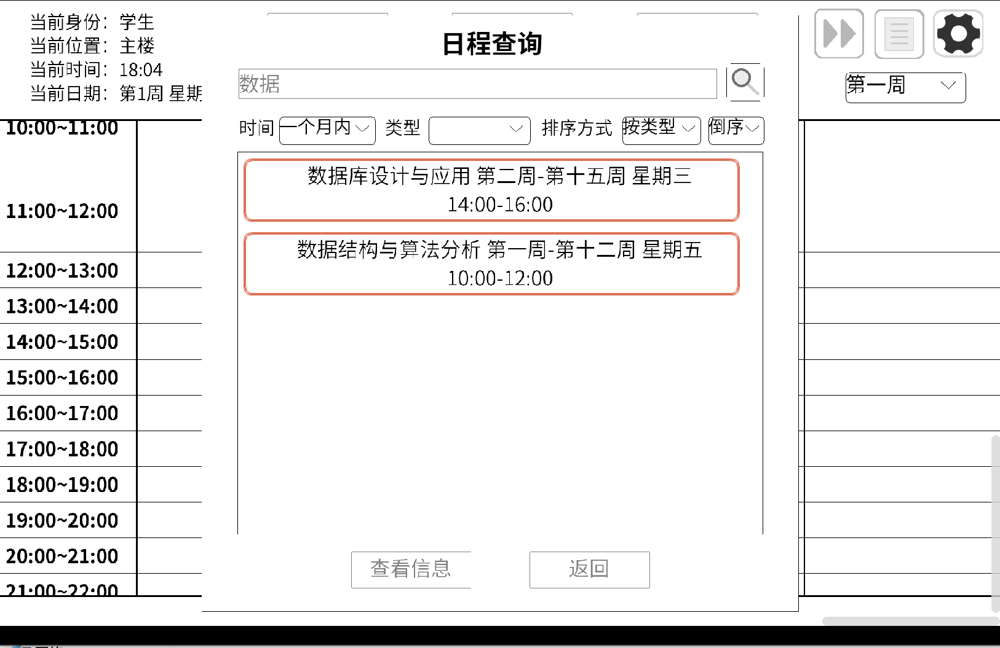 当前身份：学生
当前位置：主楼
当前时间：18:04
当前日期：第1周 星期
日程查询
数据
第一周
时间 一个月内 类型 排序方式 按类型 倒序
10:00~11:00
11:00~12:00
12:00~13:00
13:00~14:00
14:00~15:00
15:00~16:00
16:00~17:00
17:00~18:00
18:00~19:00
19:00~20:00
20:00~21:00
21:00~22:00
数据库设计与应用 第二周-第十五周 星期三
14:00-16:00
数据结构与算法分析 第一周-第十二周 星期五
10:00-12:00
查看信息
返回